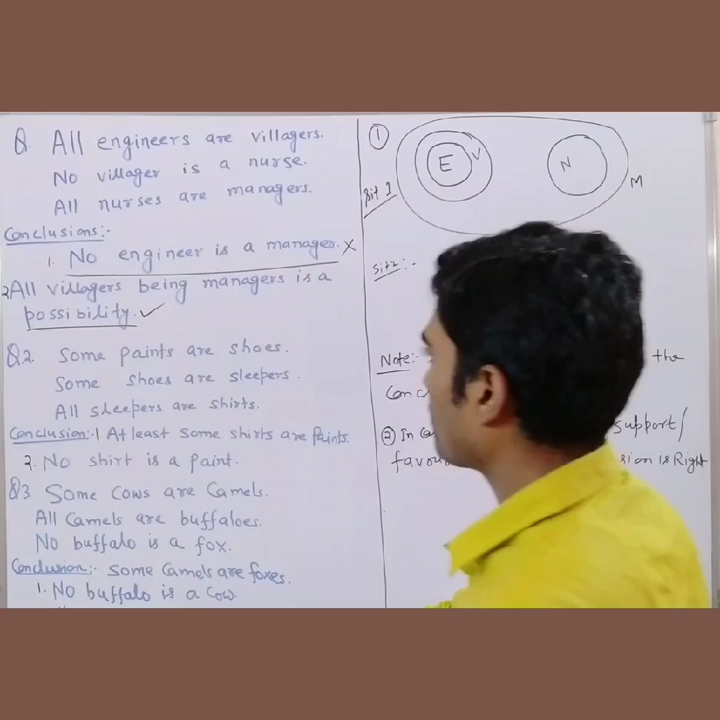 Q. All engineers are villagers.
No villager is a nurse.
All nurses are managers.
Conclusions:-
1. No engineer is a manager. X
2 All villagers being managers is a
possibility. ✓
Q.2. Some paints are shoes.
Some shoes are sleepers.
All sleepers are shirts.
Conclusion:- 1 At least some shirts are paints.
2. No shirt is a paint.
Q3 Some cows are camels.
All camels are buffaloes.
No buffalo is a fox.
Conclusion:- Some camels are foxes.
1. No buffalo is a cow.
①
E V N
M
Sit 1
Sit 2:-
Note:- the
Conc
② In support/
favou is Right